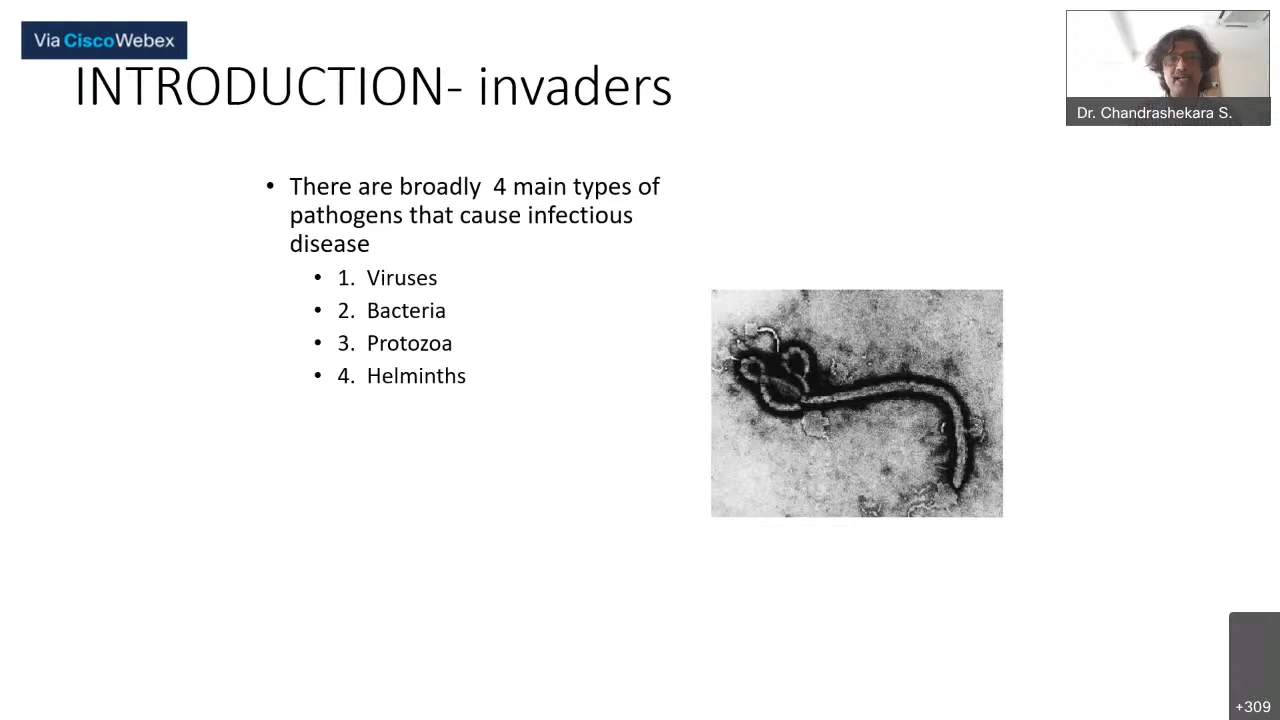 Via CiscoWebex
INTRODUCTION- invaders
Dr. Chandrashekara S.
• There are broadly  4 main types of
pathogens that cause infectious
disease
• 1.  Viruses
• 2.  Bacteria
• 3.  Protozoa
• 4.  Helminths
+309